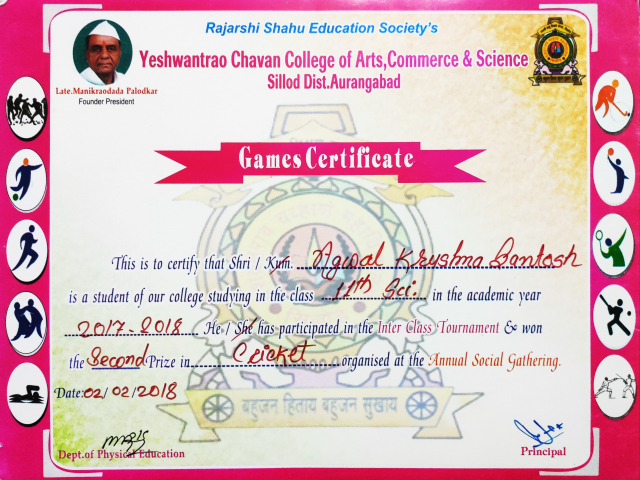 Rajarshi Shahu Education Society's
Yeshwantrao Chavan College of Arts,Commerce & Science
Sillod Dist.Aurangabad
Late.Manikraodada Palodkar
Founder President
Games Certificate
This is to certify that Shri / Kum. Agwal Krushna Santosh
is a student of our college studying in the class 11th Sci. in the academic year
2017-2018 He / She has participated in the Inter Class Tournament & won
the Second Prize in Cricket organised at the Annual Social Gathering.
Date:02/02/2018
बहुजन हिताय बहुजन सुखाय
Dept.of Physical Education
Principal